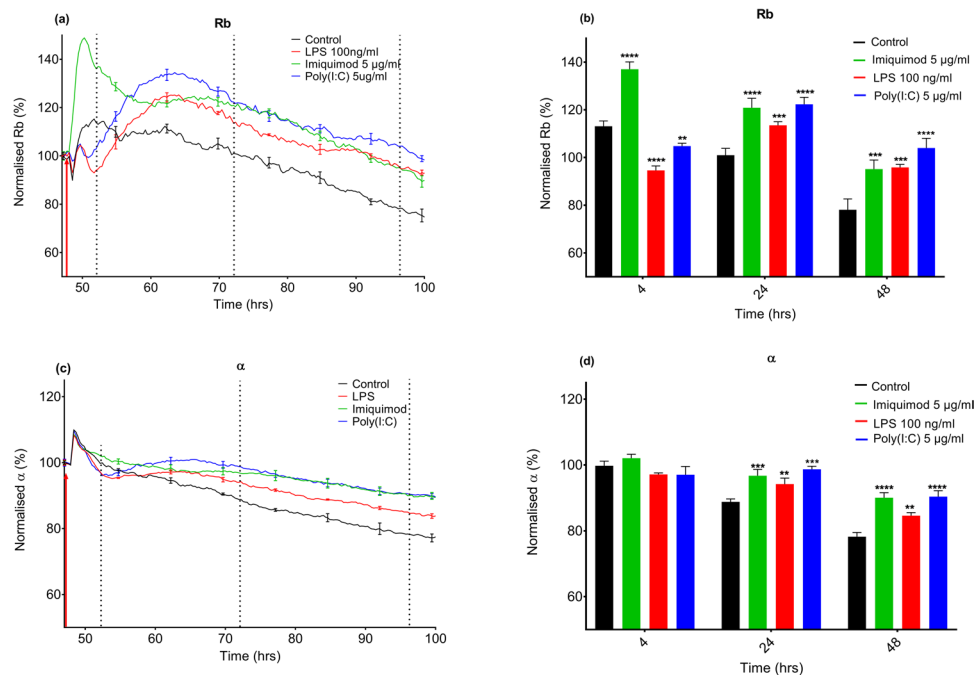 (a)
Rb
Control
LPS 100ng/ml
Imiquimod 5 µg/ml
Poly(I:C) 5ug/ml
Normalised Rb (%)
140
120
100
80
60
50 60 70 80 90 100
Time (hrs)
(b)
Rb
Control
Imiquimod 5 µg/ml
LPS 100 ng/ml
Poly(I:C) 5 µg/ml
Normalised Rb (%)
140
120
100
80
60
**** **** ** **** *** **** *** *** ****
4 24 48
Time (hrs)
(c)
α
Control
LPS
Imiquimod
Poly(I:C)
Normalised α (%)
120
100
80
60
50 60 70 80 90 100
Time (hrs)
(d)
α
Control
Imiquimod 5 µg/ml
LPS 100 ng/ml
Poly(I:C) 5 µg/ml
Normalised α (%)
120
100
80
60
*** ** *** **** ** ****
4 24 48
Time (hrs)